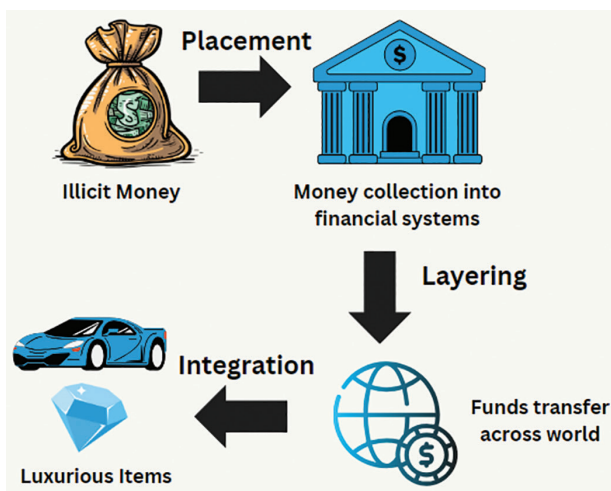 Placement
$
$
Illicit Money
Money collection into
financial systems
Layering
Integration
Funds transfer
across world
$
Luxurious Items